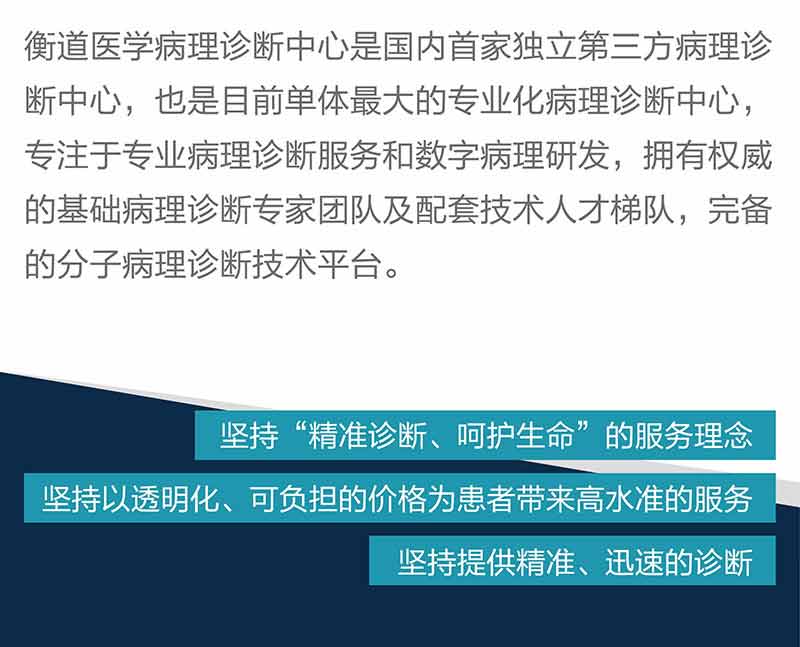 衡道医学病理诊断中心是国内首家独立第三方病理诊
断中心，也是目前单体最大的专业化病理诊断中心，
专注于专业病理诊断服务和数字病理研发，拥有权威
的基础病理诊断专家团队及配套技术人才梯队，完备
的分子病理诊断技术平台。
坚持“精准诊断、呵护生命”的服务理念
坚持以透明化、可负担的价格为患者带来高水准的服务
坚持提供精准、迅速的诊断